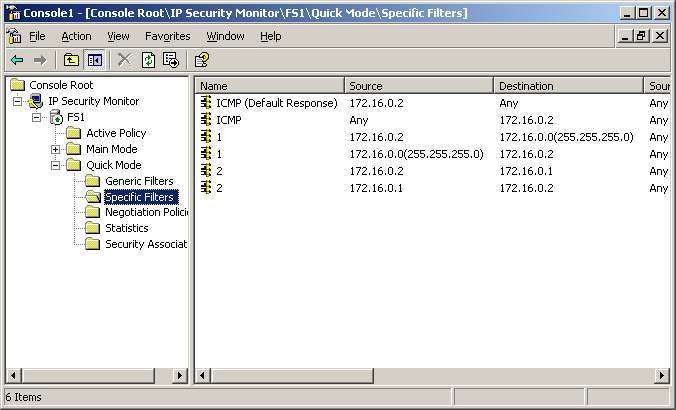 Console1 - [Console Root\IP Security Monitor\FS1\Quick Mode\Specific Filters]
File Action View Favorites Window Help
Console Root
IP Security Monitor
FS1
Active Policy
Main Mode
Quick Mode
Generic Filters
Specific Filters
Negotiation Policie
Statistics
Security Associat
Name Source Destination Sour
ICMP (Default Response) 172.16.0.2 Any Any
ICMP Any 172.16.0.2 Any
1 172.16.0.2 172.16.0.0(255.255.255.0) Any
1 172.16.0.0(255.255.255.0) 172.16.0.2 Any
2 172.16.0.2 172.16.0.1 Any
2 172.16.0.1 172.16.0.2 Any
6 Items